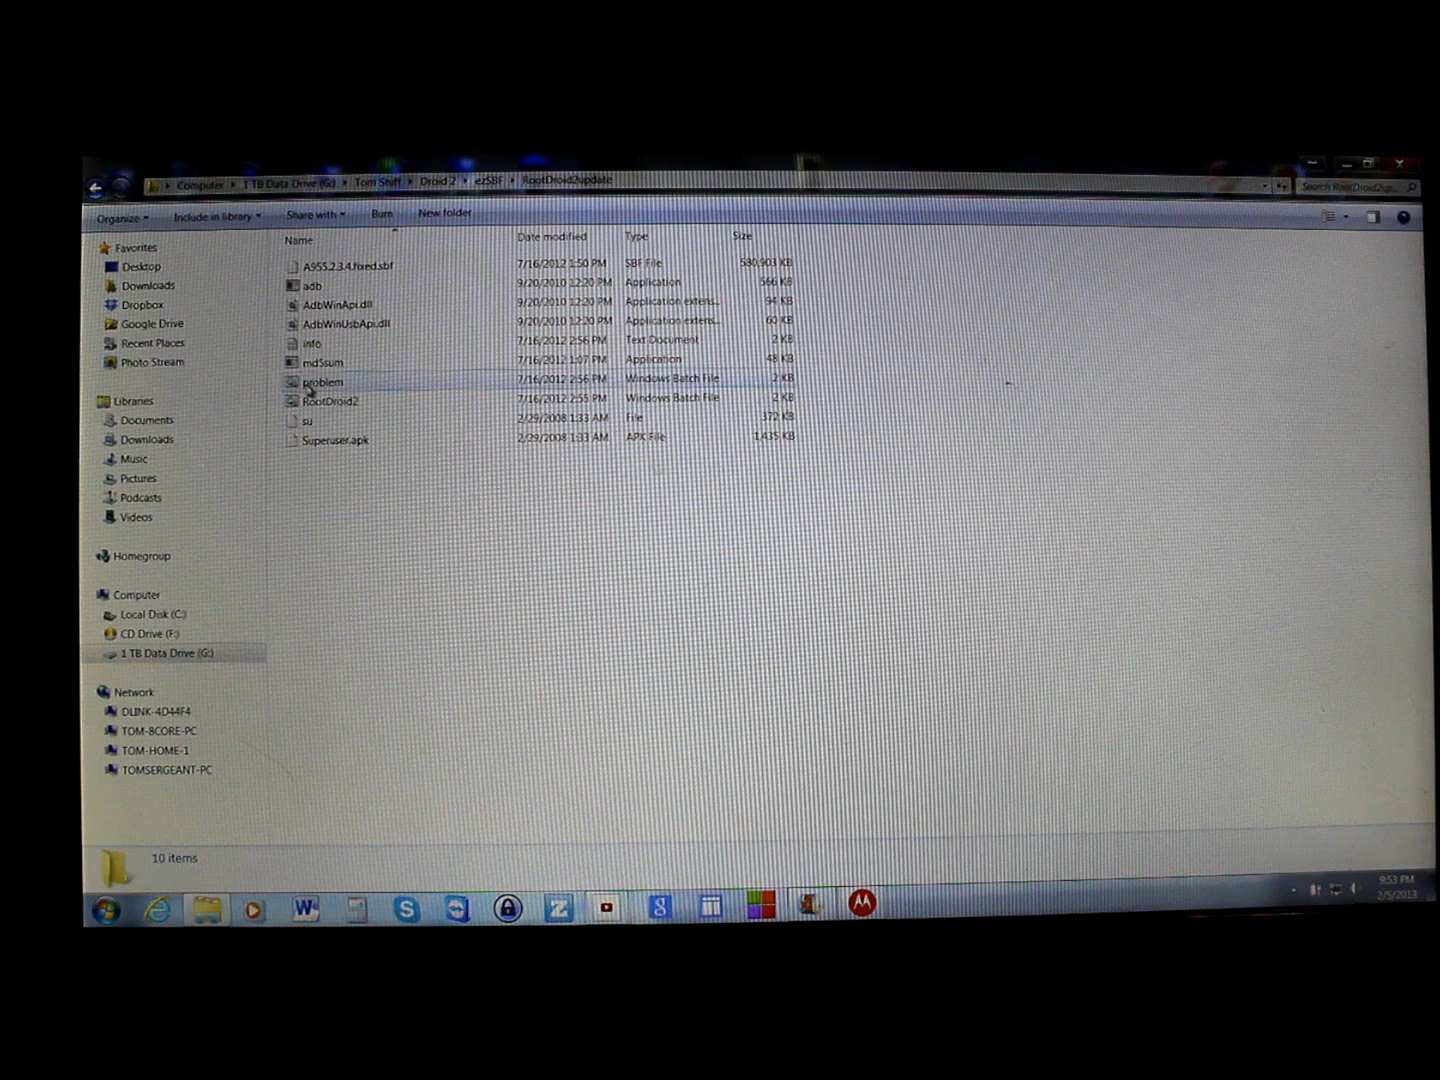 Computer ▸ 1 TB Data Drive (G:) ▸ Tom Stuff ▸ Droid 2 ▸ ezSBF ▸ RootDroid2update
Search RootDroid2up...
Organize Include in library Share with Burn New folder
Name Date modified Type Size
Favorites
Desktop
Downloads
Dropbox
Google Drive
Recent Places
Photo Stream
Libraries
Documents
Downloads
Music
Pictures
Podcasts
Videos
Homegroup
Computer
Local Disk (C:)
CD Drive (F:)
1 TB Data Drive (G:)
Network
DLINK-4D44F4
TOM-8CORE-PC
TOM-HOME-1
TOMSERGEANT-PC
A955.2.3.4.fixed.sbf 7/16/2012 1:50 PM SBF File 580,903 KB
adb 9/20/2010 12:20 PM Application 566 KB
AdbWinApi.dll 9/20/2010 12:20 PM Application extens... 94 KB
AdbWinUsbApi.dll 9/20/2010 12:20 PM Application extens... 60 KB
info 7/16/2012 2:56 PM Text Document 2 KB
md5sum 7/16/2012 1:07 PM Application 48 KB
problem 7/16/2012 2:56 PM Windows Batch File 2 KB
RootDroid2 7/16/2012 2:55 PM Windows Batch File 2 KB
su 2/29/2008 1:33 AM File 372 KB
Superuser.apk 2/29/2008 1:33 AM APK File 1,435 KB
10 items
9:53 PM
2/5/2013